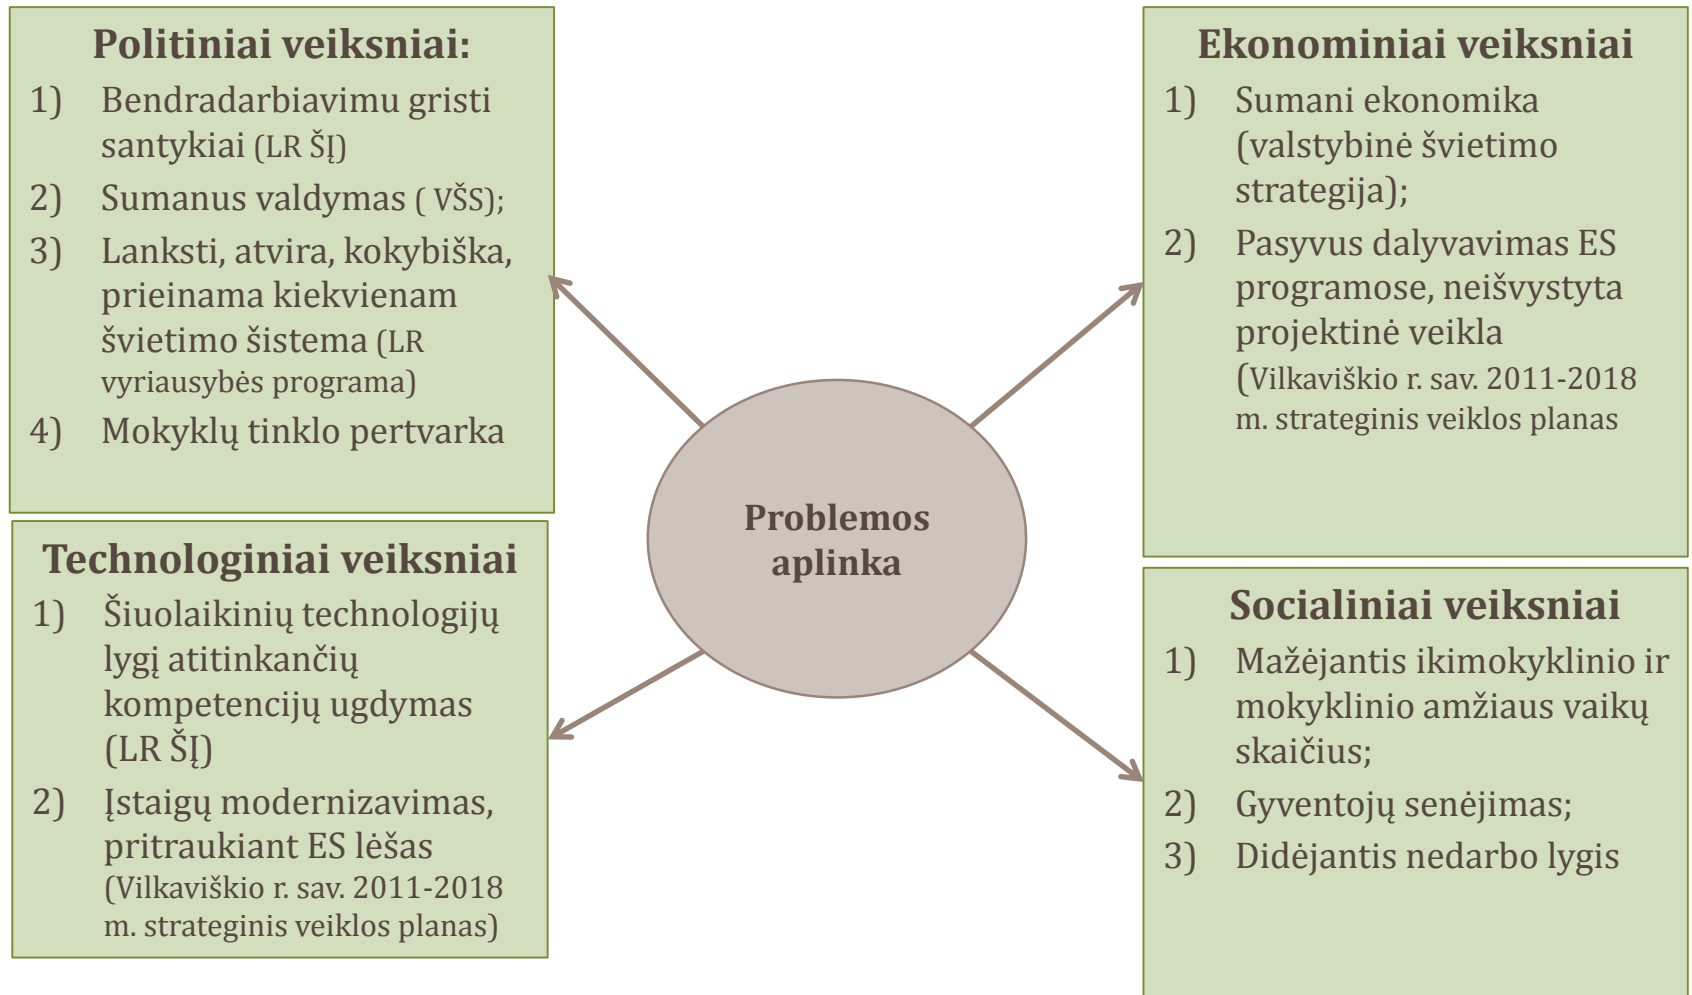 Politiniai veiksniai:
1) Bendradarbiavimu gristi
santykiai (LR ŠĮ)
2) Sumanus valdymas ( VŠS);
3) Lanksti, atvira, kokybiška,
prieinama kiekvienam
švietimo šistema (LR
vyriausybės programa)
4) Mokyklų tinklo pertvarka
Ekonominiai veiksniai
1) Sumani ekonomika
(valstybinė švietimo
strategija);
2) Pasyvus dalyvavimas ES
programose, neišvystyta
projektinė veikla
(Vilkaviškio r. sav. 2011-2018
m. strateginis veiklos planas
Problemos
aplinka
Technologiniai veiksniai
1) Šiuolaikinių technologijų
lygį atitinkančių
kompetencijų ugdymas
(LR ŠĮ)
2) Įstaigų modernizavimas,
pritraukiant ES lėšas
(Vilkaviškio r. sav. 2011-2018
m. strateginis veiklos planas)
Socialiniai veiksniai
1) Mažėjantis ikimokyklinio ir
mokyklinio amžiaus vaikų
skaičius;
2) Gyventojų senėjimas;
3) Didėjantis nedarbo lygis